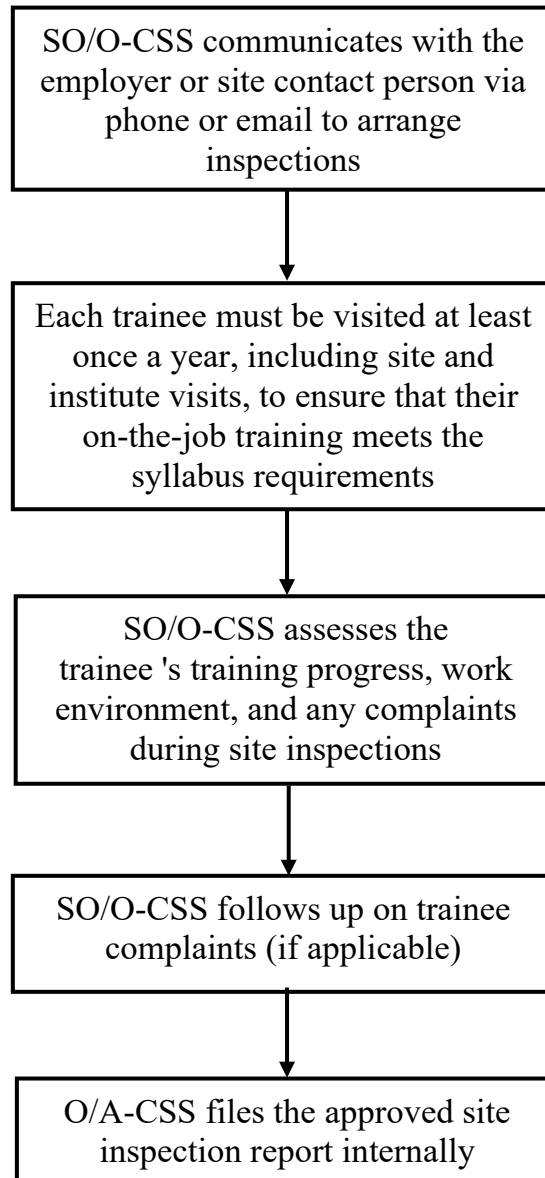 SO/O-CSS communicates with the
employer or site contact person via
phone or email to arrange
inspections
Each trainee must be visited at least
once a year, including site and
institute visits, to ensure that their
on-the-job training meets the
syllabus requirements
SO/O-CSS assesses the
trainee 's training progress, work
environment, and any complaints
during site inspections
SO/O-CSS follows up on trainee
complaints (if applicable)
O/A-CSS files the approved site
inspection report internally